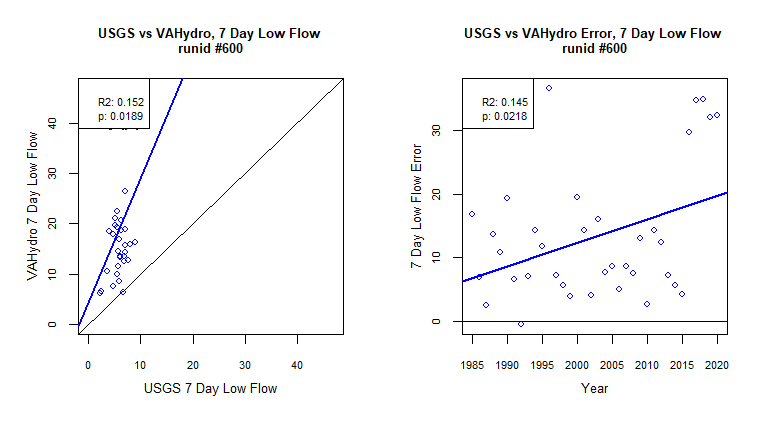 USGS vs VAHydro, 7 Day Low Flow
runid #600
R2: 0.152
p: 0.0189
VAHydro 7 Day Low Flow
40
30
20
10
0
0 10 20 30 40
USGS 7 Day Low Flow
USGS vs VAHydro Error, 7 Day Low Flow
runid #600
R2: 0.145
p: 0.0218
7 Day Low Flow Error
30
20
10
0
1985 1990 1995 2000 2005 2010 2015 2020
Year